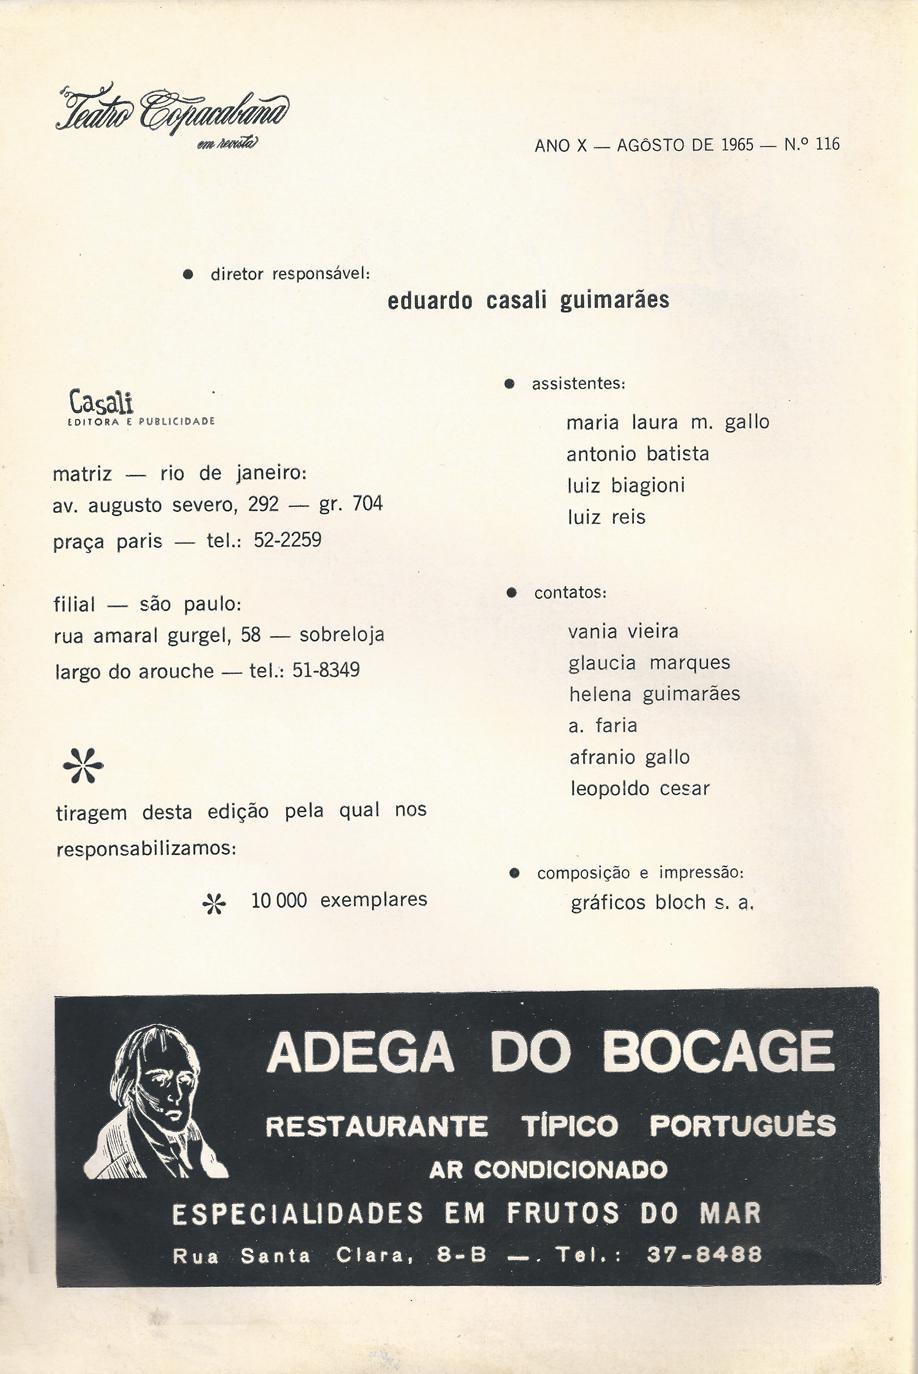 do Teatro Copacabana
em revista
ANO X — AGÔSTO DE 1965 — N.º 116
● diretor responsável:
eduardo casali guimarães
Casali
EDITORA E PUBLICIDADE
matriz — rio de janeiro:
av. augusto severo, 292 — gr. 704
praça paris — tel.: 52-2259
filial — são paulo:
rua amaral gurgel, 58 — sobreloja
largo do arouche — tel.: 51-8349
*
tiragem desta edição pela qual nos
responsabilizamos:
* 10 000 exemplares
● assistentes:
maria laura m. gallo
antonio batista
luiz biagioni
luiz reis
● contatos:
vania vieira
glaucia marques
helena guimarães
a. faria
afranio gallo
leopoldo cesar
● composição e impressão:
gráficos bloch s. a.
ADEGA DO BOCAGE
RESTAURANTE TÍPICO PORTUGUÊS
AR CONDICIONADO
ESPECIALIDADES EM FRUTOS DO MAR
Rua Santa Clara, 8-B —. Tel.: 37-8488